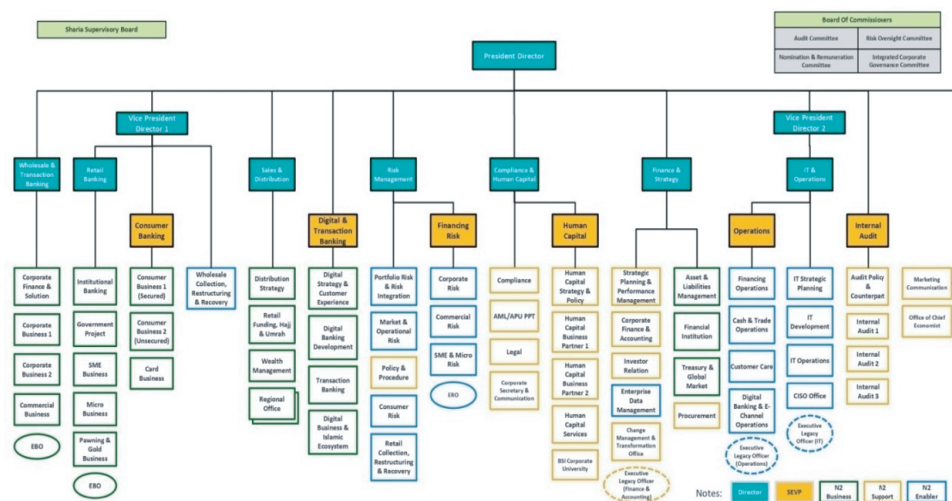 Sharia Supervisory Board
Board Of Commissioners
Audit Committee
Risk Oversight Committee
Nomination & Remuneration
Committee
Integrated Corporate
Governance Committee
President Director
Vice President
Director 1
Vice President
Director 2
Wholesale &
Transaction
Banking
Retail
Banking
Sales &
Distribution
Risk
Management
Compliance &
Human Capital
Finance &
Strategy
IT &
Operations
Consumer
Banking
Digital &
Transaction
Banking
Financing
Risk
Human
Capital
Operations
Internal
Audit
Corporate
Finance &
Solution
Corporate
Business 1
Corporate
Business 2
Commercial
Business
EBO
Institutional
Banking
Government
Project
SME
Business
Micro
Business
Pawning &
Gold
Business
EBO
Consumer
Business 1
(Secured)
Consumer
Business 2
(Unsecured)
Card
Business
Wholesale
Collection,
Restructuring
& Recovery
Distribution
Strategy
Retail
Funding, Hajj
& Umrah
Wealth
Management
Regional
Office
Digital
Strategy &
Customer
Experience
Digital
Banking
Development
Transaction
Banking
Digital
Business &
Islamic
Ecosystem
Portfolio Risk
& Risk
Integration
Market &
Operational
Risk
Policy &
Procedure
Consumer
Risk
Retail
Collection,
Restructuring
& Recovery
Corporate
Risk
Commercial
Risk
SME & Micro
Risk
ERO
Compliance
AML/APU PPT
Legal
Corporate
Secretary &
Communication
Human
Capital
Strategy &
Policy
Human
Capital
Business
Partner 1
Human
Capital
Business
Partner 2
Human
Capital
Services
BSI Corporate
University
Strategic
Planning &
Performance
Management
Corporate
Finance &
Accounting
Investor
Relation
Enterprise
Data
Management
Change
Management &
Transformation
Office
Executive
Legacy Officer
(Finance &
Accounting)
Asset &
Liabilities
Management
Financial
Institution
Treasury &
Global
Market
Procurement
Financing
Operations
Cash & Trade
Operations
Customer Care
Digital
Banking & E-
Channel
Operations
Executive
Legacy Officer
(Operations)
IT Strategic
Planning
IT
Development
IT Operations
CISO Office
Executive
Legacy
Officer (IT)
Audit Policy
&
Counterpart
Internal
Audit 1
Internal
Audit 2
Internal
Audit 3
Marketing
Communication
Office of Chief
Economist
Notes:
Director
SEVP
N2
Business
N2
Support
N2
Enabler